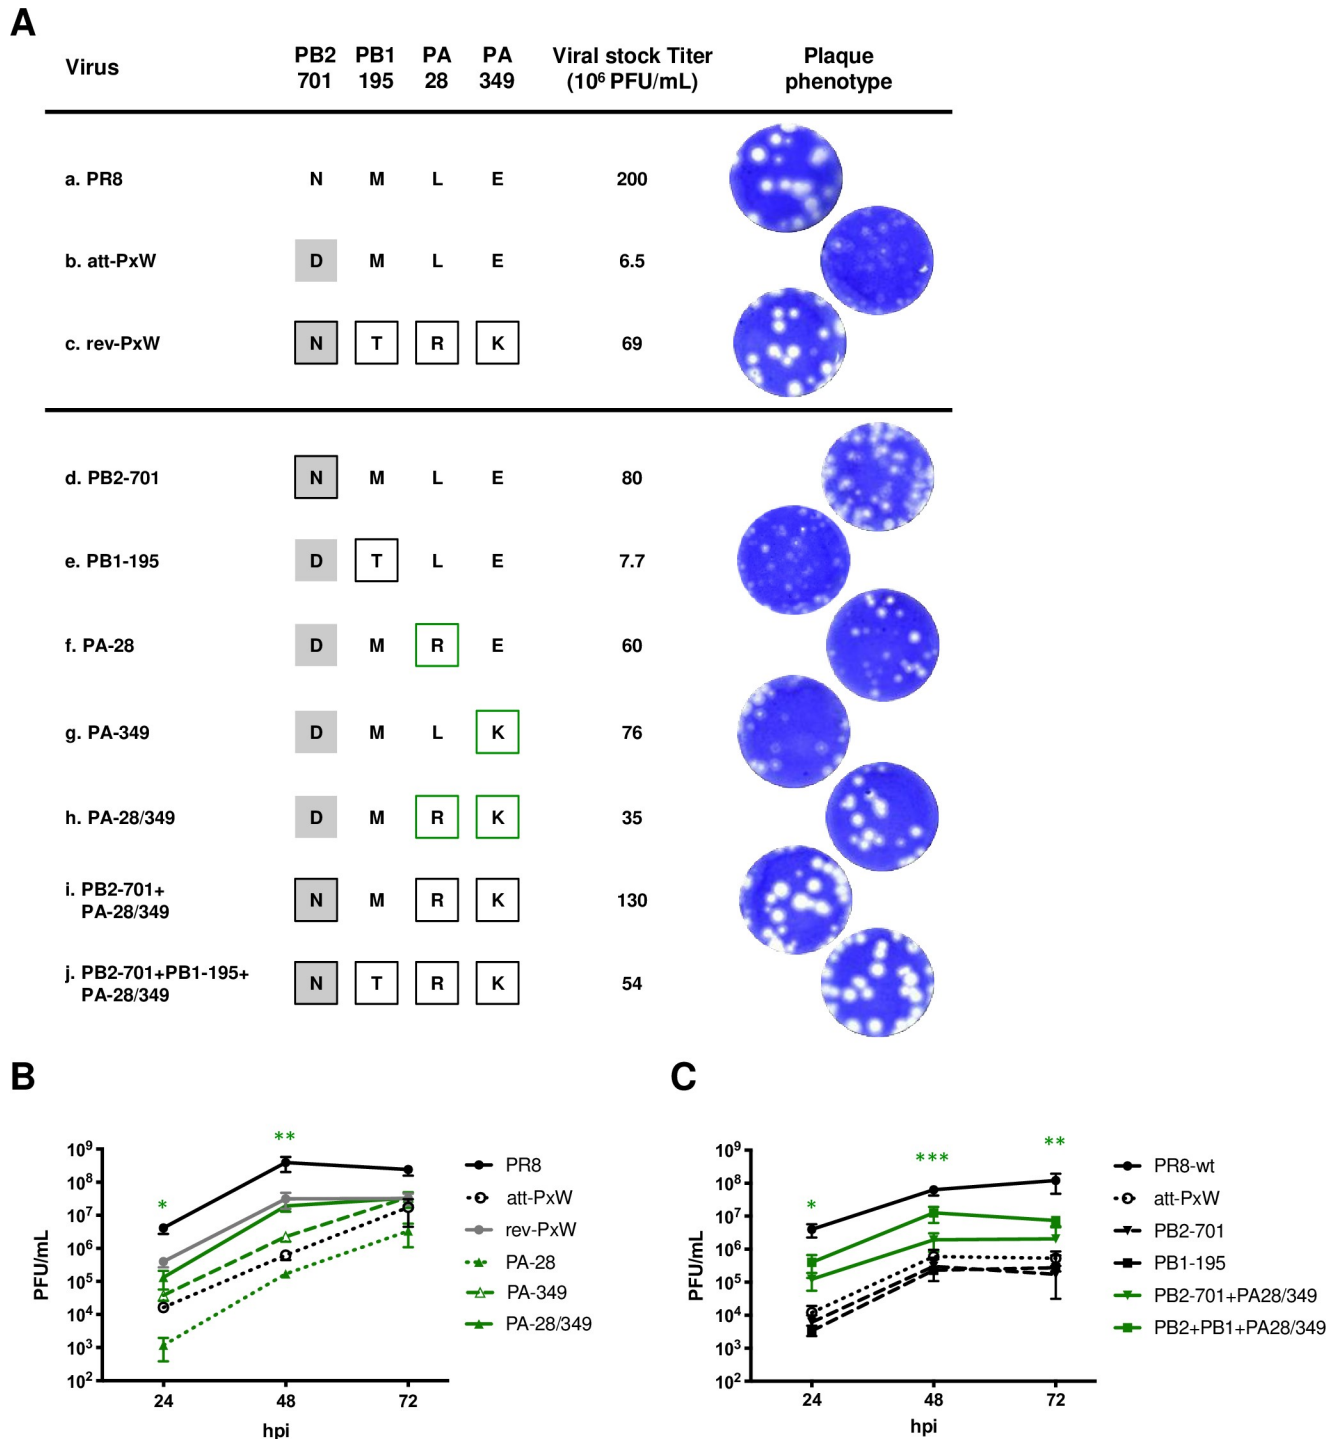 A
Virus PB2 701 PB1 195 PA 28 PA 349 Viral stock Titer (10⁶ PFU/mL) Plaque phenotype
a. PR8 N M L E 200
b. att-PxW D M L E 6.5
c. rev-PxW N T R K 69
d. PB2-701 N M L E 80
e. PB1-195 D T L E 7.7
f. PA-28 D M R E 60
g. PA-349 D M L K 76
h. PA-28/349 D M R K 35
i. PB2-701+
PA-28/349 N M R K 130
j. PB2-701+PB1-195+
PA-28/349 N T R K 54
B
PFU/mL
10⁹
10⁸
10⁷
10⁶
10⁵
10⁴
10³
10²
*
**
24 48 72
hpi
PR8
att-PxW
rev-PxW
PA-28
PA-349
PA-28/349
C
PFU/mL
10⁹
10⁸
10⁷
10⁶
10⁵
10⁴
10³
10²
*
***
**
24 48 72
hpi
PR8-wt
att-PxW
PB2-701
PB1-195
PB2-701+PA28/349
PB2+PB1+PA28/349